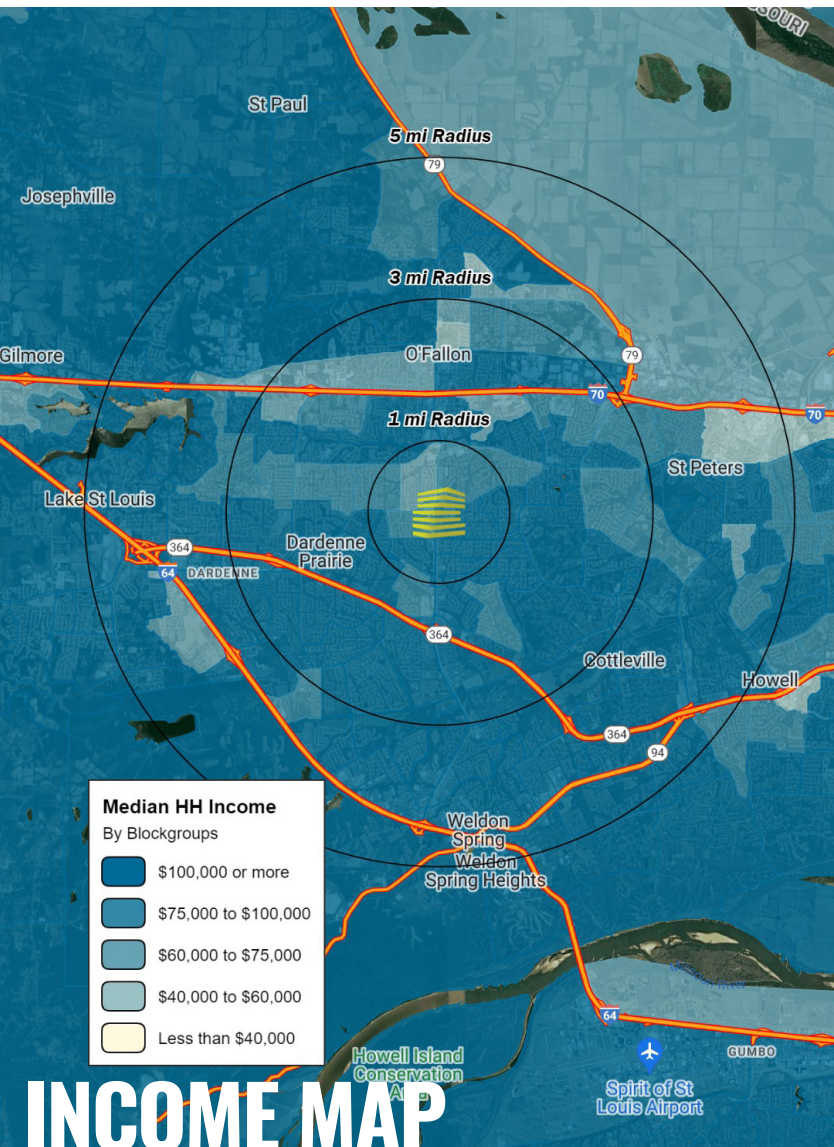 SOURI
St Paul
5 mi Radius
79
Josephville
3 mi Radius
Gilmore
O'Fallon
79
70
70
1 mi Radius
St Peters
Lake St Louis
364
Dardenne
Prairie
64
DARDENNE
364
Cottleville
Howell
364
94
Median HH Income
By Blockgroups
$100,000 or more
$75,000 to $100,000
$60,000 to $75,000
$40,000 to $60,000
Less than $40,000
Weldon
Spring
Weldon
Spring Heights
64
GUMBO
Howell Island
Conservation
Spirit of St
Louis Airport
INCOME MAP